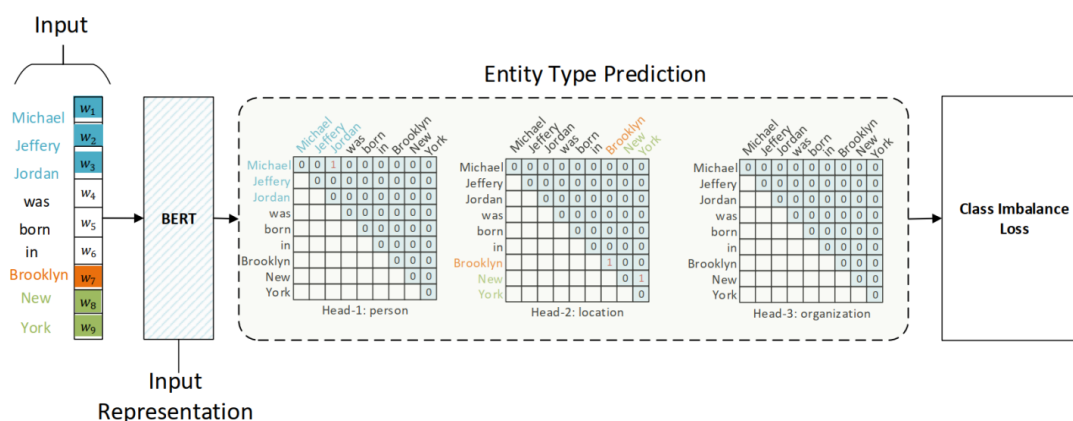 Input
Michael
Jeffery
Jordan
was
born
in
Brooklyn
New
York
w1
w2
w3
w4
w5
w6
w7
w8
w9
BERT
Input
Representation
Entity Type Prediction
Michael Jeffery Jordan was born in Brooklyn New York
Michael 0 0 1 0 0 0 0 0 0
Jeffery 0 0 0 0 0 0 0 0
Jordan 0 0 0 0 0 0 0
was 0 0 0 0 0 0
born 0 0 0 0 0
in 0 0 0 0
Brooklyn 0 0 0
New 0 0
York 0
Head-1: person
Michael Jeffery Jordan was born in Brooklyn New York
Michael 0 0 0 0 0 0 0 0 0
Jeffery 0 0 0 0 0 0 0 0
Jordan 0 0 0 0 0 0 0
was 0 0 0 0 0 0
born 0 0 0 0 0
in 0 0 0 0
Brooklyn 1 0 0
New 0 1
York 0
Head-2: location
Michael Jeffery Jordan was born in Brooklyn New York
Michael 0 0 0 0 0 0 0 0 0
Jeffery 0 0 0 0 0 0 0 0
Jordan 0 0 0 0 0 0 0
was 0 0 0 0 0 0
born 0 0 0 0 0
in 0 0 0 0
Brooklyn 0 0 0
New 0 0
York 0
Head-3: organization
Class Imbalance
Loss